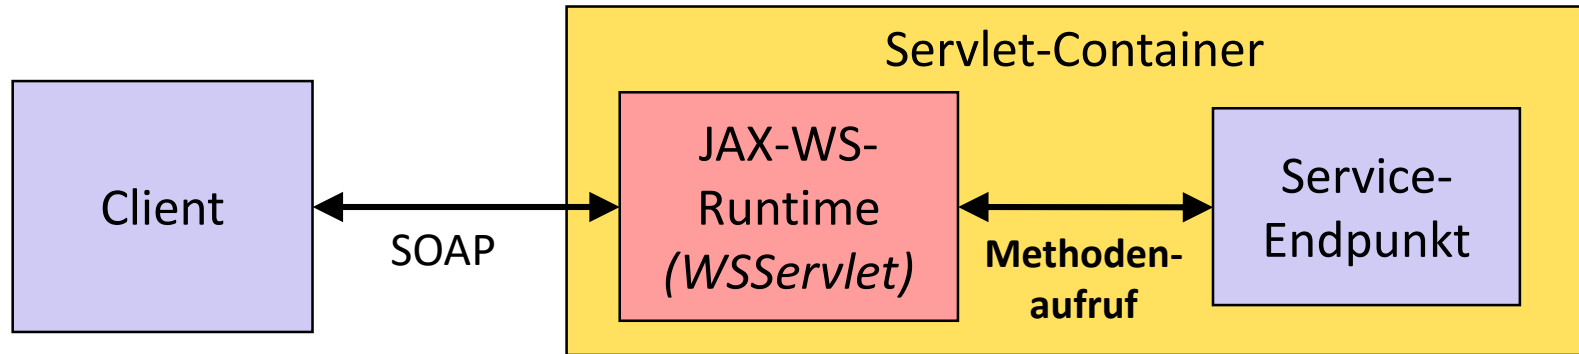 Servlet-Container
Client
SOAP
JAX-WS-
Runtime
(WSServlet)
Methoden-
aufruf
Service-
Endpunkt